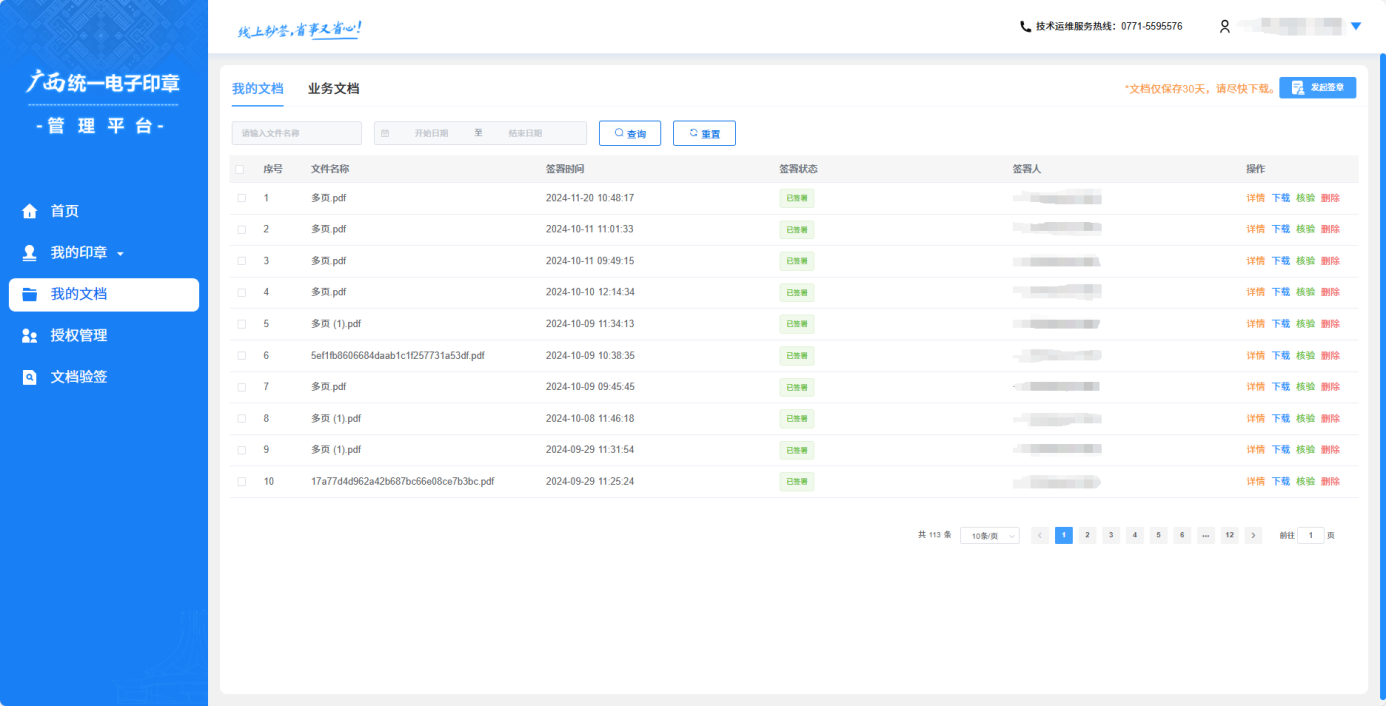 线上秒签,省事又省心!
技术运维服务热线：0771-5595576
广西统一电子印章
-管 理 平 台-
首页
我的印章
我的文档
授权管理
文档验签
我的文档 业务文档
*文档仅保存30天，请尽快下载。 发起签章
请输入文件名称 开始日期 至 结束日期 查询 重置
序号 文件名称 签署时间 签署状态 签署人 操作
1 多页.pdf 2024-11-20 10:48:17 已签署 详情 下载 核验 删除
2 多页.pdf 2024-10-11 11:01:33 已签署 详情 下载 核验 删除
3 多页.pdf 2024-10-11 09:49:15 已签署 详情 下载 核验 删除
4 多页.pdf 2024-10-10 12:14:34 已签署 详情 下载 核验 删除
5 多页 (1).pdf 2024-10-09 11:34:13 已签署 详情 下载 核验 删除
6 5ef1fb8606684daab1c1f257731a53df.pdf 2024-10-09 10:38:35 已签署 详情 下载 核验 删除
7 多页.pdf 2024-10-09 09:45:45 已签署 详情 下载 核验 删除
8 多页 (1).pdf 2024-10-08 11:46:18 已签署 详情 下载 核验 删除
9 多页 (1).pdf 2024-09-29 11:31:54 已签署 详情 下载 核验 删除
10 17a77d4d962a42b687bc66e08ce7b3bc.pdf 2024-09-29 11:25:24 已签署 详情 下载 核验 删除
共 113 条 10条/页 < 1 2 3 4 5 6 ... 12 > 前往 1 页